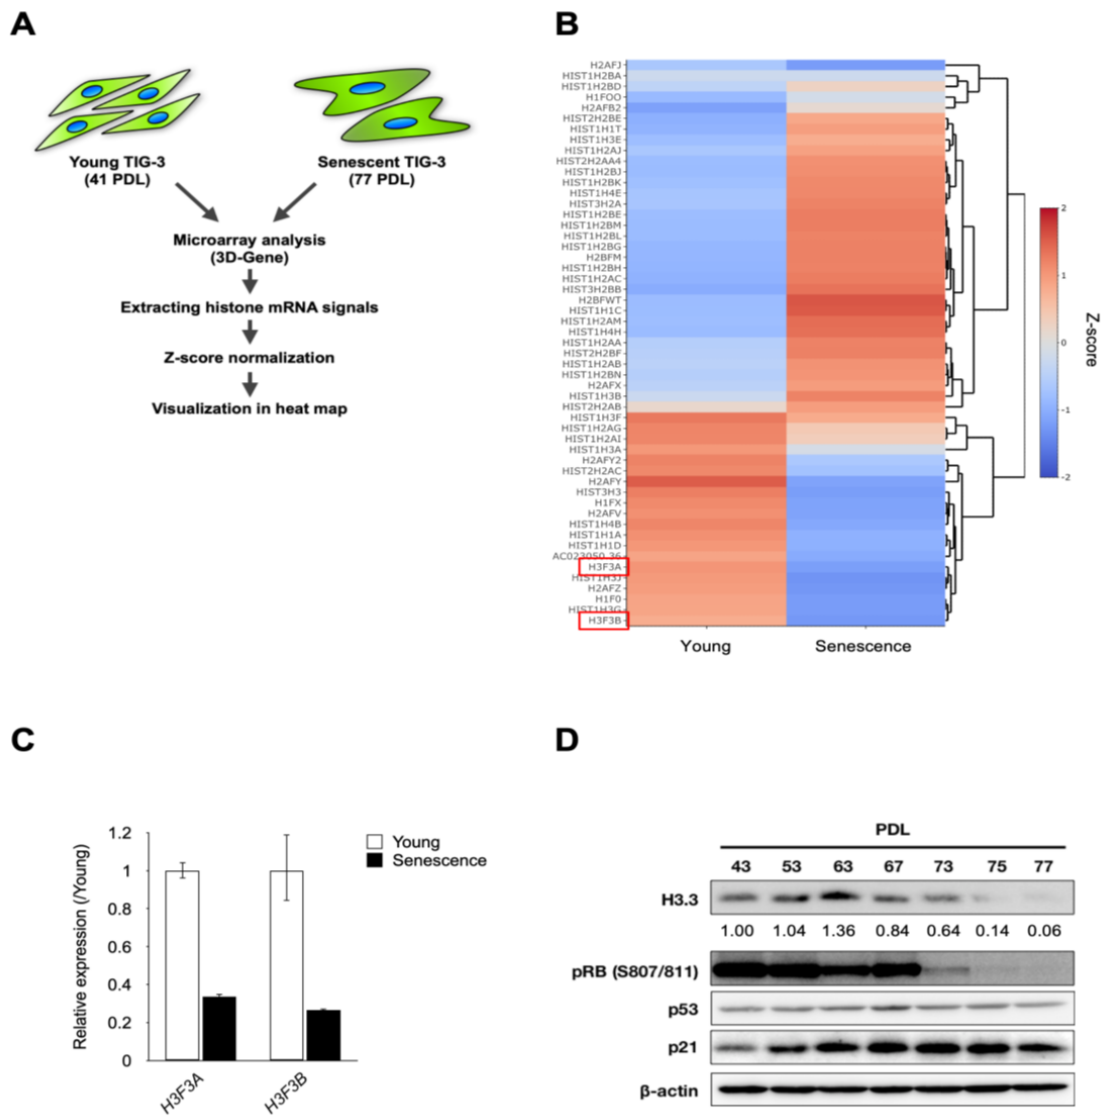 A
Young TIG-3
(41 PDL)
Senescent TIG-3
(77 PDL)
Microarray analysis
(3D-Gene)
Extracting histone mRNA signals
Z-score normalization
Visualization in heat map
B
H2AFJ
HIST1H2BA
HIST1H2BD
H1FOO
H2AFB2
HIST2H2BE
HIST1H1T
HIST1H3E
HIST1H2AJ
HIST2H2AA4
HIST1H2BJ
HIST1H2BK
HIST1H4E
HIST3H2A
HIST1H2BE
HIST1H2BM
HIST1H2BL
HIST1H2BG
H2BFM
HIST1H2BH
HIST1H2AC
HIST3H2BB
H2BFWT
HIST1H1C
HIST1H2AM
HIST1H4H
HIST1H2AA
HIST2H2BF
HIST1H2AB
HIST1H2BN
H2AFX
HIST1H3B
HIST2H2AB
HIST1H3F
HIST1H2AG
HIST1H2AI
HIST1H3A
H2AFY2
HIST2H2AC
H2AFY
HIST3H3
H1FX
H2AFV
HIST1H4B
HIST1H1A
HIST1H1D
AC023050.36
H3F3A
HIST1H3J
H2AFZ
H1F0
HIST1H3G
H3F3B
Young
Senescence
2
1
0
-1
-2
Z-score
C
Relative expression (/Young)
1.2
1
0.8
0.6
0.4
0.2
0
H3F3A
H3F3B
Young
Senescence
D
PDL
43 53 63 67 73 75 77
H3.3
1.00 1.04 1.36 0.84 0.64 0.14 0.06
pRB (S807/811)
p53
p21
β-actin